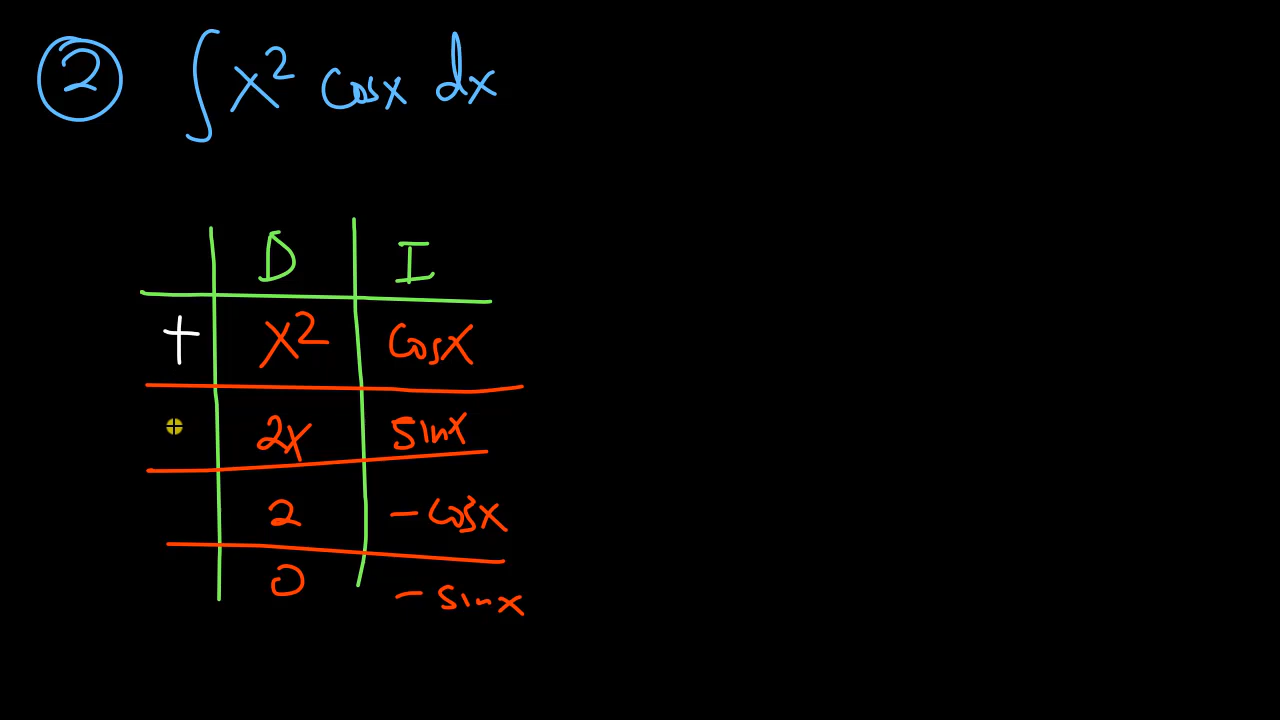 ② ∫ x² cosx dx
D I
+ x² cosx
2x sinx
2 -cosx
0 -sinx